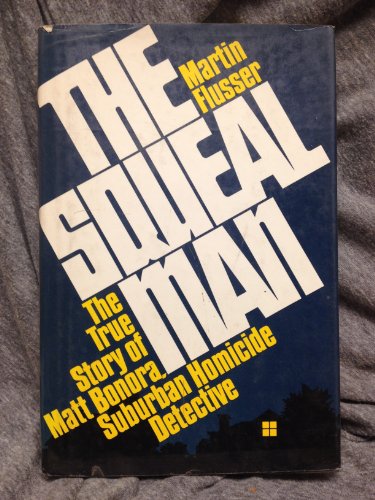 THE
SQUEAL
MAN
Martin
Flusser
The
True
Story of
Matt Bonora,
Suburban Homicide
Detective